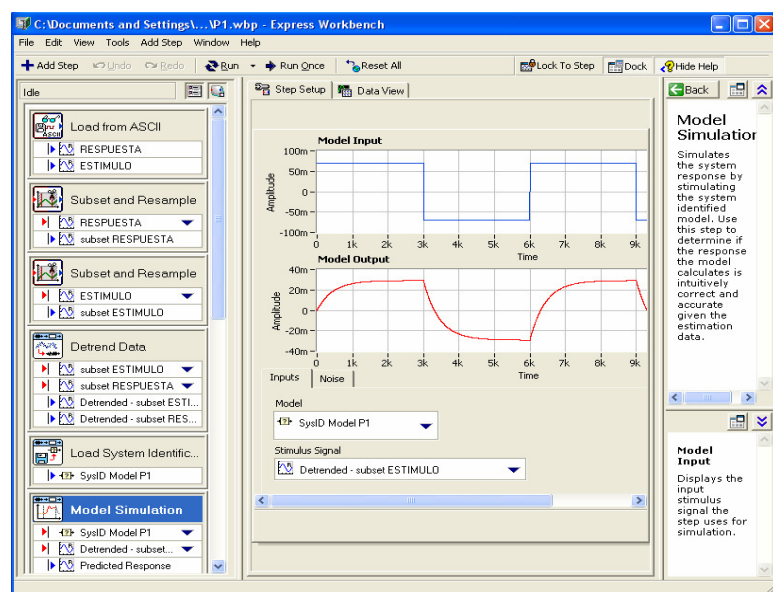 C:\Documents and Settings\...\P1.wbp - Express Workbench
File Edit View Tools Add Step Window Help
Add Step Undo Redo Run Run Once Reset All Lock To Step Dock Hide Help
Idle
Load from ASCII
ASCII
RESPUESTA
ESTIMULO
Subset and Resample
RESPUESTA
subset RESPUESTA
Subset and Resample
ESTIMULO
subset ESTIMULO
Detrend Data
subset ESTIMULO
subset RESPUESTA
Detrended - subset ESTI...
Detrended - subset RES...
Load System Identific...
SysID Model P1
Model Simulation
SysID Model P1
Detrended - subset...
Predicted Response
Step Setup Data View
Model Input
Amplitude
100m
50m
0
-50m
-100m
0 1k 2k 3k 4k 5k 6k 7k 8k 9k
Time
Model Output
Amplitude
40m
20m
0
-20m
-40m
0 1k 2k 3k 4k 5k 6k 7k 8k 9k
Time
Inputs Noise
Model
SysID Model P1
Stimulus Signal
Detrended - subset ESTIMULO
Back
Model
Simulation
Simulates
the system
response by
stimulating
the system
identified
model. Use
this step to
determine if
the response
the model
calculates is
intuitively
correct and
accurate
given the
estimation
data.
Model
Input
Displays the
input
stimulus
signal the
step uses for
simulation.